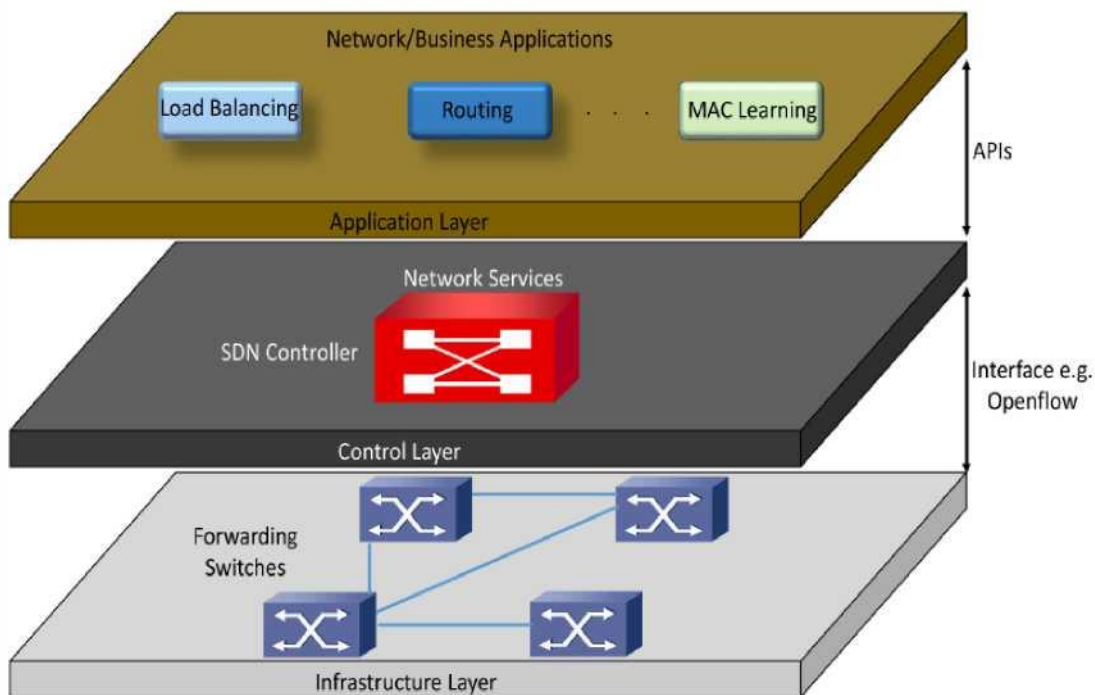 Network/Business Applications
Load Balancing
Routing
. . .
MAC Learning
APIs
Application Layer
Network Services
SDN Controller
Interface e.g.
Openflow
Control Layer
Forwarding
Switches
Infrastructure Layer